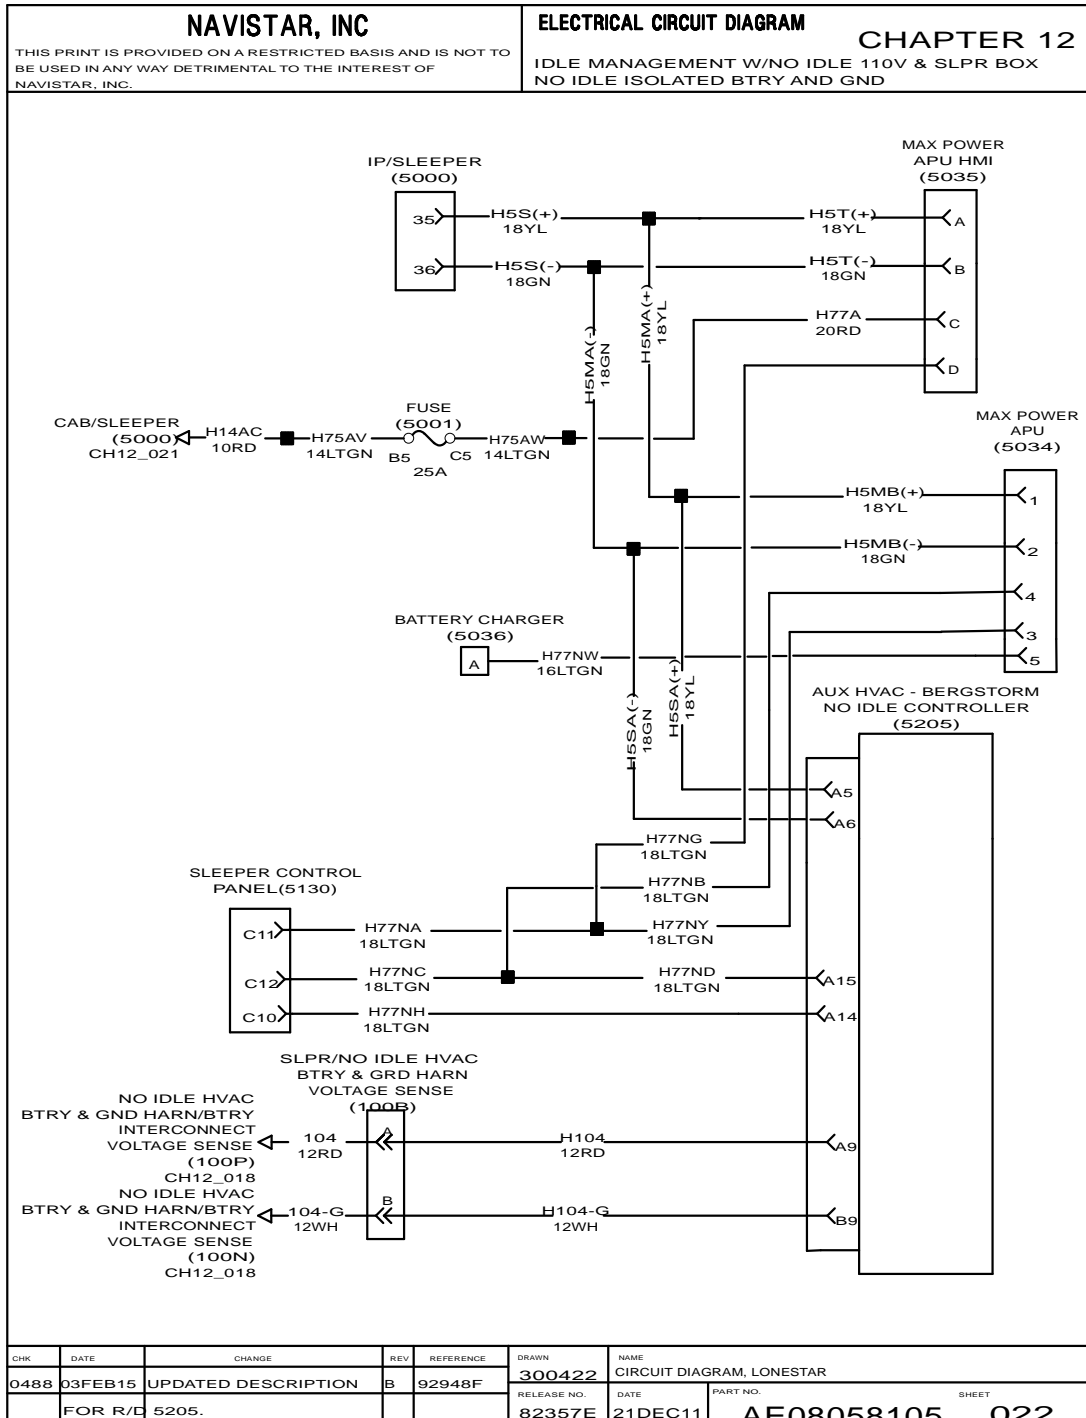 NAVISTAR, INC
THIS PRINT IS PROVIDED ON A RESTRICTED BASIS AND IS NOT TO
BE USED IN ANY WAY DETRIMENTAL TO THE INTEREST OF
NAVISTAR, INC.
ELECTRICAL CIRCUIT DIAGRAM
CHAPTER 12
IDLE MANAGEMENT W/NO IDLE 110V & SLPR BOX
NO IDLE ISOLATED BTRY AND GND
IP/SLEEPER
(5000)
35
36
H5S(+)
18YL
H5S(-)
18GN
MAX POWER
APU HMI
(5035)
H5T(+)
18YL
A
H5T(-)
18GN
B
H77A
20RD
C
D
H5MA(+)
18YL
H5MA(-)
18GN
CAB/SLEEPER
(5000)
CH12_021
H14AC
10RD
H75AV
14LTGN
FUSE
(5001)
B5
C5
25A
H75AW
14LTGN
MAX POWER
APU
(5034)
H5MB(+)
18YL
1
H5MB(-)
18GN
2
4
3
5
BATTERY CHARGER
(5036)
A
H77NW
16LTGN
H5SA(-)
18GN
H5SA(+)
18YL
AUX HVAC - BERGSTORM
NO IDLE CONTROLLER
(5205)
A5
A6
H77NG
18LTGN
H77NB
18LTGN
SLEEPER CONTROL
PANEL(5130)
C11
H77NA
18LTGN
H77NY
18LTGN
C12
H77NC
18LTGN
H77ND
18LTGN
A15
C10
H77NH
18LTGN
A14
SLPR/NO IDLE HVAC
BTRY & GRD HARN
VOLTAGE SENSE
(100B)
NO IDLE HVAC
BTRY & GND HARN/BTRY
INTERCONNECT
VOLTAGE SENSE
(100P)
CH12_018
104
12RD
A
H104
12RD
A9
NO IDLE HVAC
BTRY & GND HARN/BTRY
INTERCONNECT
VOLTAGE SENSE
(100N)
CH12_018
104-G
12WH
B
H104-G
12WH
B9
CHK DATE CHANGE REV REFERENCE
0488 03FEB15 UPDATED DESCRIPTION B 92948F
FOR R/D 5205.
DRAWN
300422
NAME
CIRCUIT DIAGRAM, LONESTAR
RELEASE NO.
82357E
DATE
21DEC11
PART NO.
AE08058105
SHEET
022